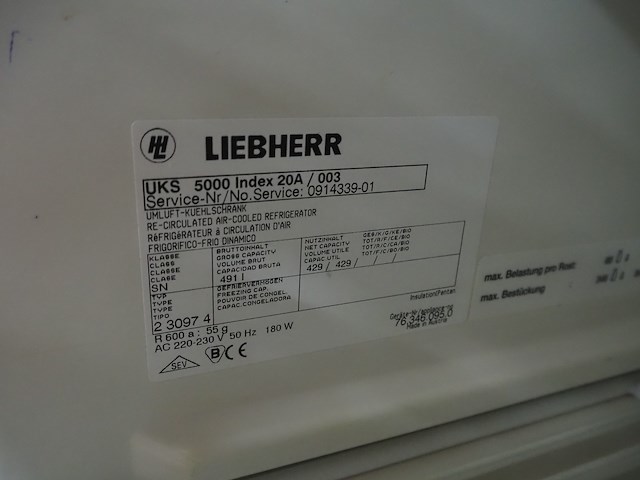 HL LIEBHERR
UKS 5000 Index 20A / 003
Service-Nr/No.Service: 0914339-01
UMLUFT-KUEHLSCHRANK
RE-CIRCULATED AIR-COOLED REFRIGERATOR
RéFRIGéRATEUR à CIRCULATION D'AIR
FRIGORIFICO-FRIO DINAMICO
KLASSE BRUTTOINHALT NUTZINHALT
CLASS GROSS CAPACITY NET CAPACITY
CLASSE VOLUME BRUT VOLUME UTILE
CLASE CAPACIDAD BRUTA CAPAC.UTIL
SN 491 l 429 / 429 / / /
TYP GEFRIERVERMÖGEN
TYPE FREEZING CAP.
TYPE POUVOIR DE CONGEL.
TIPO CAPAC.CONGELADORA
2 3097 4
R 600 a : 55 g
AC 220-230 V 50 Hz 180 W
Made in Austria
SEV B CE
max. Belastung pro Rost:
max. Bestückung